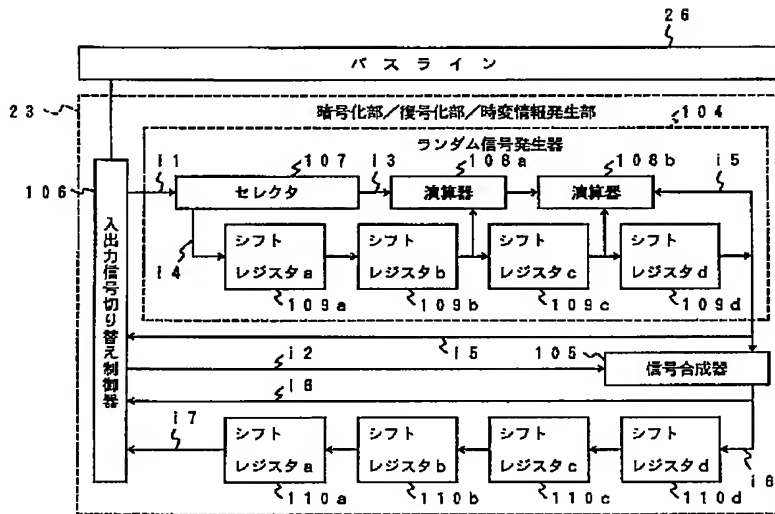 26
バスライン
23
暗号化部/復号化部/時変情報発生部
104
ランダム信号発生器
106
i1
107
i3
108a
108b
i5
セレクタ
演算器
演算器
入出力信号切り替え制御器
i4
シフト
レジスタa
シフト
レジスタb
シフト
レジスタc
シフト
レジスタd
109a
109b
109c
109d
i2
i5
105
信号合成器
i6
i7
シフト
レジスタa
シフト
レジスタb
シフト
レジスタc
シフト
レジスタd
i6
110a
110b
110c
110d